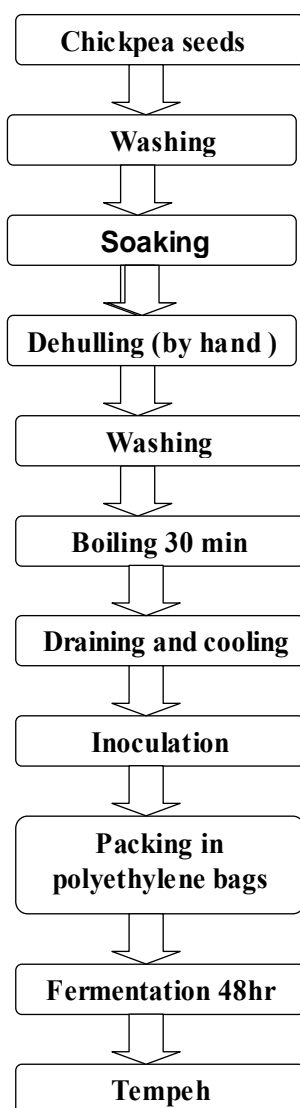 Chickpea seeds
Washing
Soaking
Dehulling (by hand )
Washing
Boiling 30 min
Draining and cooling
Inoculation
Packing in
polyethylene bags
Fermentation 48hr
Tempeh